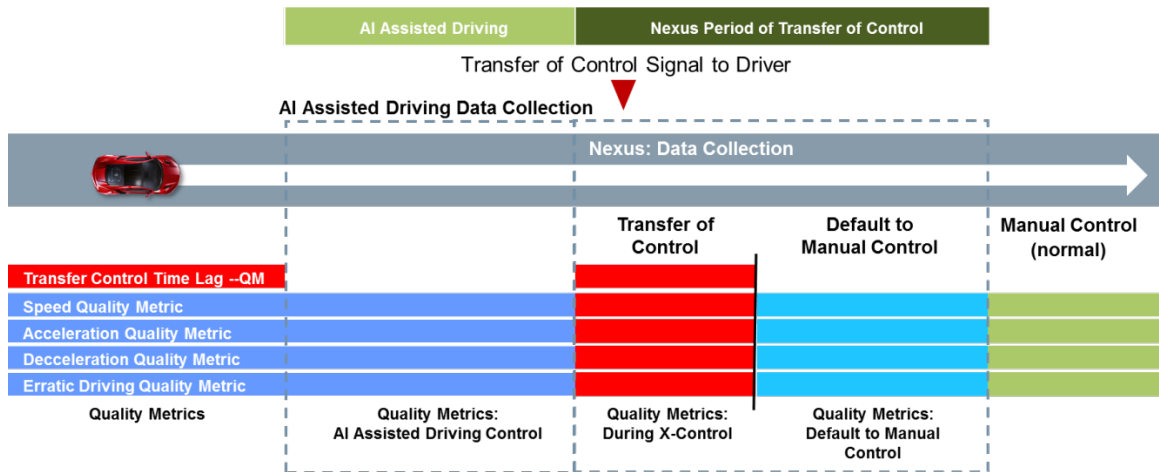 AI Assisted Driving
Nexus Period of Transfer of Control
Transfer of Control Signal to Driver
AI Assisted Driving Data Collection
Nexus: Data Collection
Transfer of
Control
Default to
Manual Control
Manual Control
(normal)
Transfer Control Time Lag --QM
Speed Quality Metric
Acceleration Quality Metric
Decceleration Quality Metric
Erratic Driving Quality Metric
Quality Metrics
Quality Metrics:
AI Assisted Driving Control
Quality Metrics:
During X-Control
Quality Metrics:
Default to Manual
Control